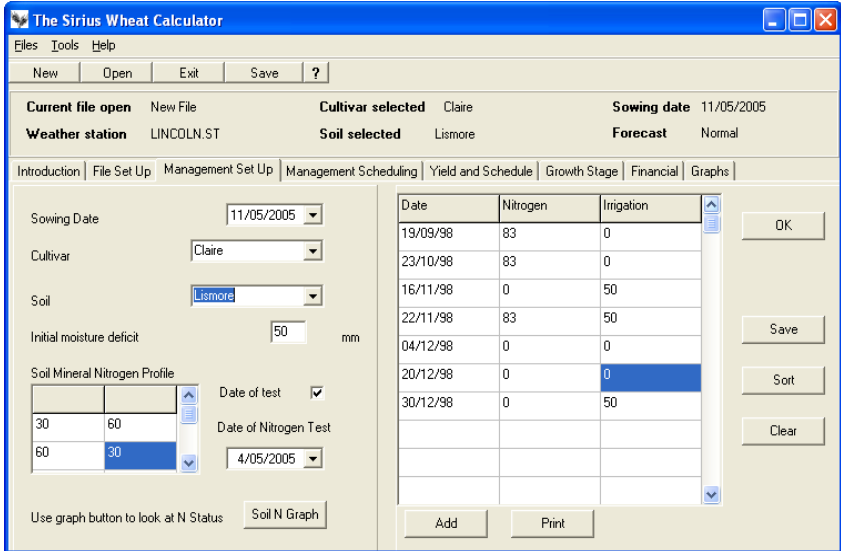 The Sirius Wheat Calculator
Files Tools Help
New Open Exit Save ?
Current file open New File Cultivar selected Claire Sowing date 11/05/2005
Weather station LINCOLN.ST Soil selected Lismore Forecast Normal
Introduction File Set Up Management Set Up Management Scheduling Yield and Schedule Growth Stage Financial Graphs
Sowing Date 11/05/2005
Cultivar Claire
Soil Lismore
Initial moisture deficit 50 mm
Soil Mineral Nitrogen Profile
Date of test
30 60
Date of Nitrogen Test
60 30
4/05/2005
Use graph button to look at N Status Soil N Graph
Date Nitrogen Irrigation
19/09/98 83 0
23/10/98 83 0
16/11/98 0 50
22/11/98 83 50
04/12/98 0 0
20/12/98 0 0
30/12/98 0 50
Add Print
OK
Save
Sort
Clear